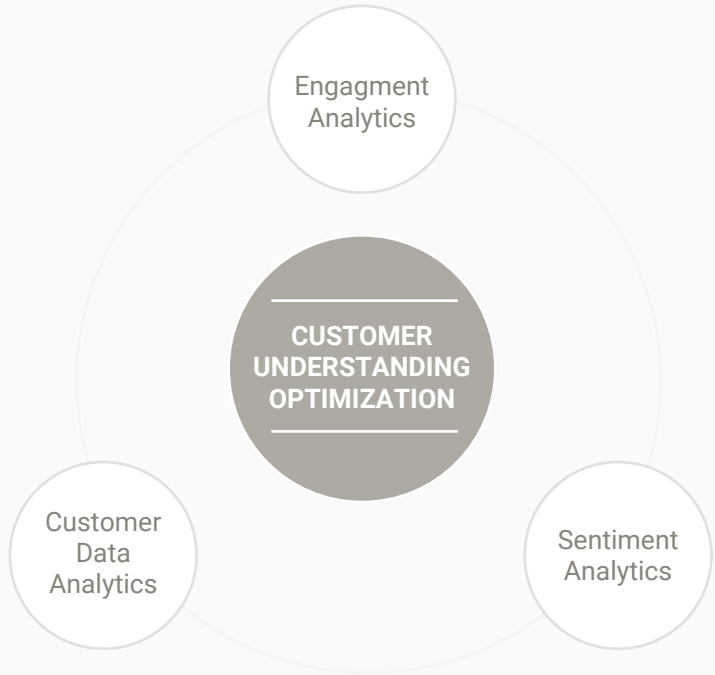 Engagment
Analytics
CUSTOMER
UNDERSTANDING
OPTIMIZATION
Customer
Data
Analytics
Sentiment
Analytics